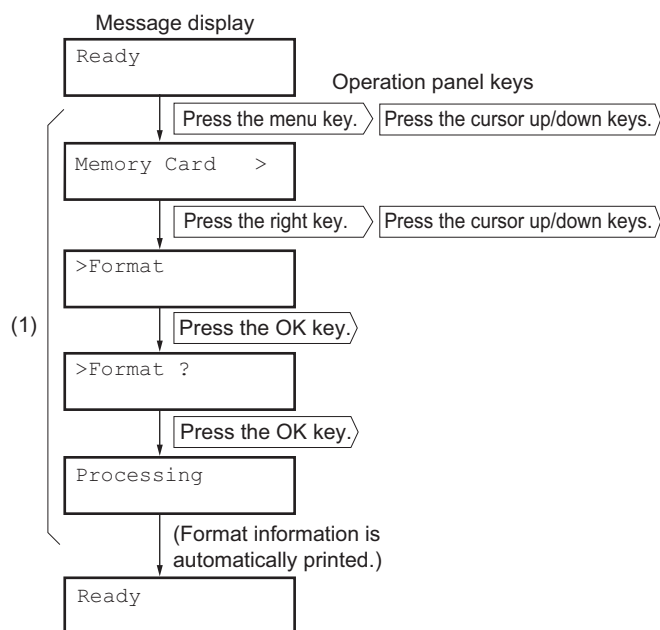 Message display
Ready
Operation panel keys
Press the menu key. Press the cursor up/down keys.
Memory Card >
Press the right key. Press the cursor up/down keys.
>Format
(1)
Press the OK key.
>Format ?
Press the OK key.
Processing
(Format information is
automatically printed.)
Ready